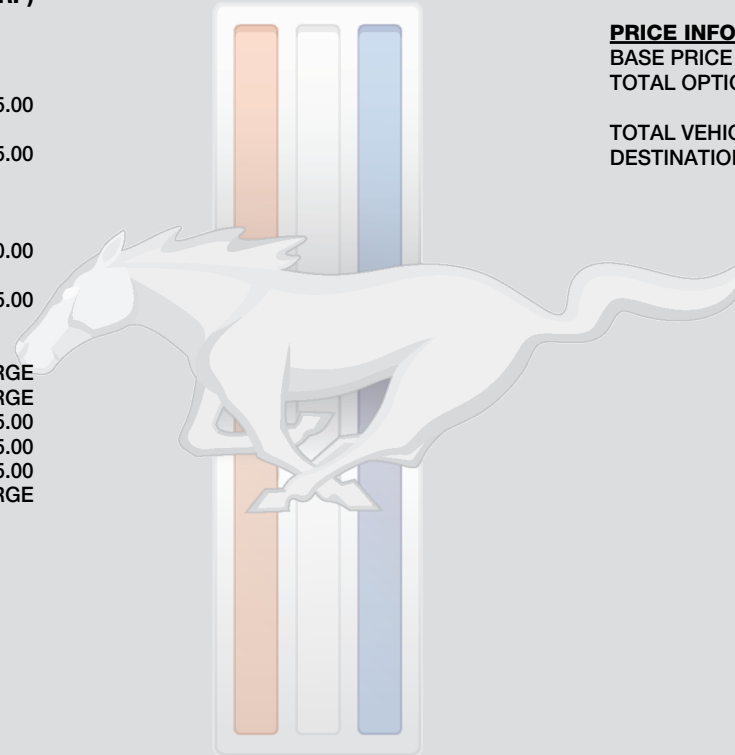 5.00
5.00
0.00
5.00
RGE
RGE
5.00
5.00
5.00
RGE
PRICE INFO
BASE PRICE
TOTAL OPTIO
TOTAL VEHIC
DESTINATION